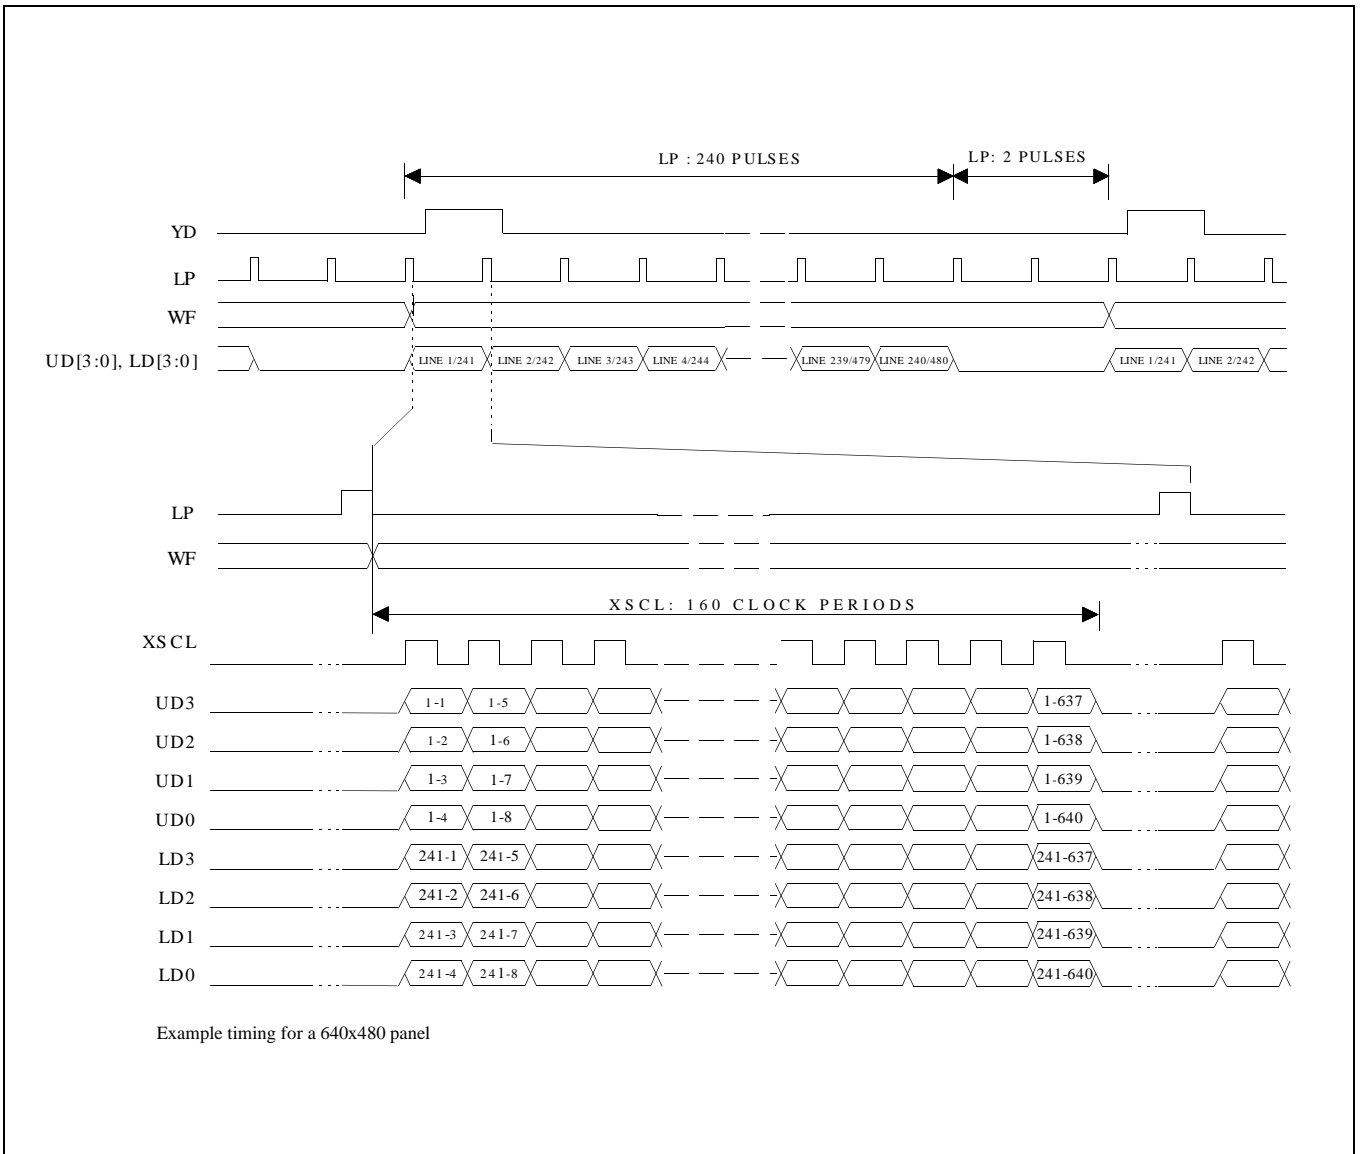 LP : 240 PULSES LP: 2 PULSES
YD
LP
WF
UD[3:0], LD[3:0] LINE 1/241 LINE 2/242 LINE 3/243 LINE 4/244 LINE 239/479 LINE 240/480 LINE 1/241 LINE 2/242
LP
WF
XSCL: 160 CLOCK PERIODS
XSCL
UD3 1-1 1-5 1-637
UD2 1-2 1-6 1-638
UD1 1-3 1-7 1-639
UD0 1-4 1-8 1-640
LD3 241-1 241-5 241-637
LD2 241-2 241-6 241-638
LD1 241-3 241-7 241-639
LD0 241-4 241-8 241-640
Example timing for a 640x480 panel